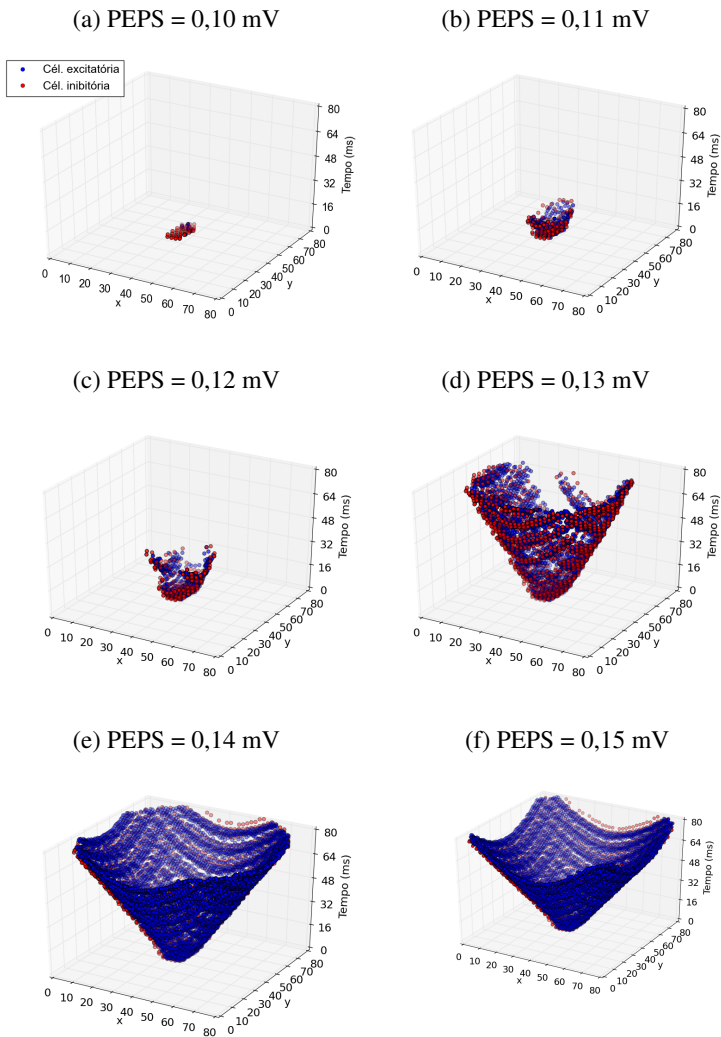 (a) PEPS = 0,10 mV
(b) PEPS = 0,11 mV
Cél. excitatória
Cél. inibitória
80
64
48
32
16
0
Tempo (ms)
0 10 20 30 40 50 60 70 80
x
0 10 20 30 40 50 60 70 80
y
80
64
48
32
16
0
Tempo (ms)
0 10 20 30 40 50 60 70 80
x
0 10 20 30 40 50 60 70 80
y
(c) PEPS = 0,12 mV
(d) PEPS = 0,13 mV
80
64
48
32
16
0
Tempo (ms)
0 10 20 30 40 50 60 70 80
x
0 10 20 30 40 50 60 70 80
y
80
64
48
32
16
0
Tempo (ms)
0 10 20 30 40 50 60 70 80
x
0 10 20 30 40 50 60 70 80
y
(e) PEPS = 0,14 mV
(f) PEPS = 0,15 mV
80
64
48
32
16
0
Tempo (ms)
0 10 20 30 40 50 60 70 80
x
0 10 20 30 40 50 60 70 80
y
80
64
48
32
16
0
Tempo (ms)
0 10 20 30 40 50 60 70 80
x
0 10 20 30 40 50 60 70 80
y